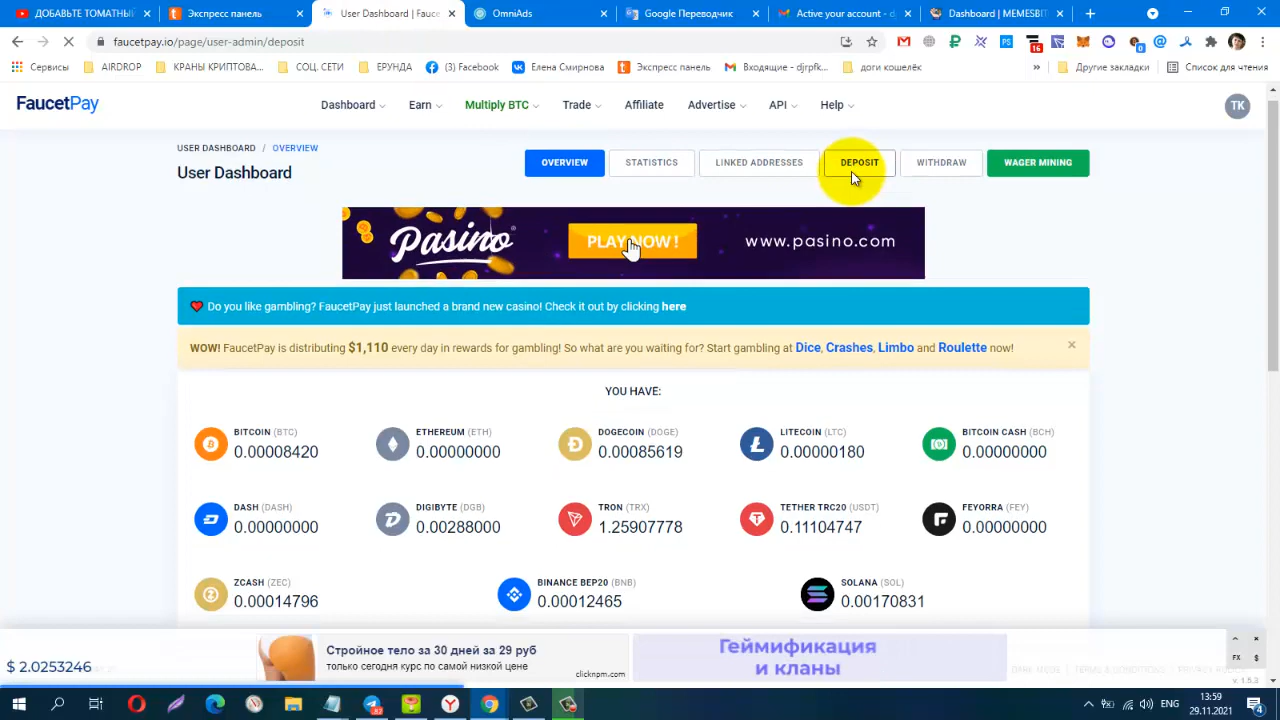 ДОБАВЬТЕ ТОМАТНЫ
Экспресс панель
User Dashboard | Fauce
OmniAds
Google Переводчик
Active your account - d
Dashboard | MEMESBIT
faucetpay.io/page/user-admin/deposit
16
Сервисы
AIRDROP
КРАНЫ КРИПТОВА...
СОЦ. СЕТИ
ЕРУНДА
(3) Facebook
Елена Смирнова
Экспресс панель
Входящие - djrpfk...
доги кошелёк
»
Другие закладки
Список для чтения
FaucetPay
Dashboard
Earn
Multiply BTC
Trade
Affiliate
Advertise
API
Help
TK
USER DASHBOARD / OVERVIEW
User Dashboard
OVERVIEW
STATISTICS
LINKED ADDRESSES
DEPOSIT
WITHDRAW
WAGER MINING
Pasino
PLAY NOW !
www.pasino.com
Do you like gambling? FaucetPay just launched a brand new casino! Check it out by clicking here
WOW! FaucetPay is distributing $1,110 every day in rewards for gambling! So what are you waiting for? Start gambling at Dice, Crashes, Limbo and Roulette now!
×
YOU HAVE:
BITCOIN (BTC)
0.00008420
ETHEREUM (ETH)
0.00000000
DOGECOIN (DOGE)
0.00085619
LITECOIN (LTC)
0.00000180
BITCOIN CASH (BCH)
0.00000000
DASH (DASH)
0.00000000
DIGIBYTE (DGB)
0.00288000
TRON (TRX)
1.25907778
TETHER TRC20 (USDT)
0.11104747
FEYORRA (FEY)
0.00000000
ZCASH (ZEC)
0.00014796
BINANCE BEP20 (BNB)
0.00012465
SOLANA (SOL)
0.00170831
$ 2.0253246
Стройное тело за 30 дней за 29 руб
только сегодня курс по самой низкой цене
clicknpm.com
Геймификация
и кланы
TERMS & CONDITIONS
FX
$
v. 1.5.2
ENG
13:59
29.11.2021
4